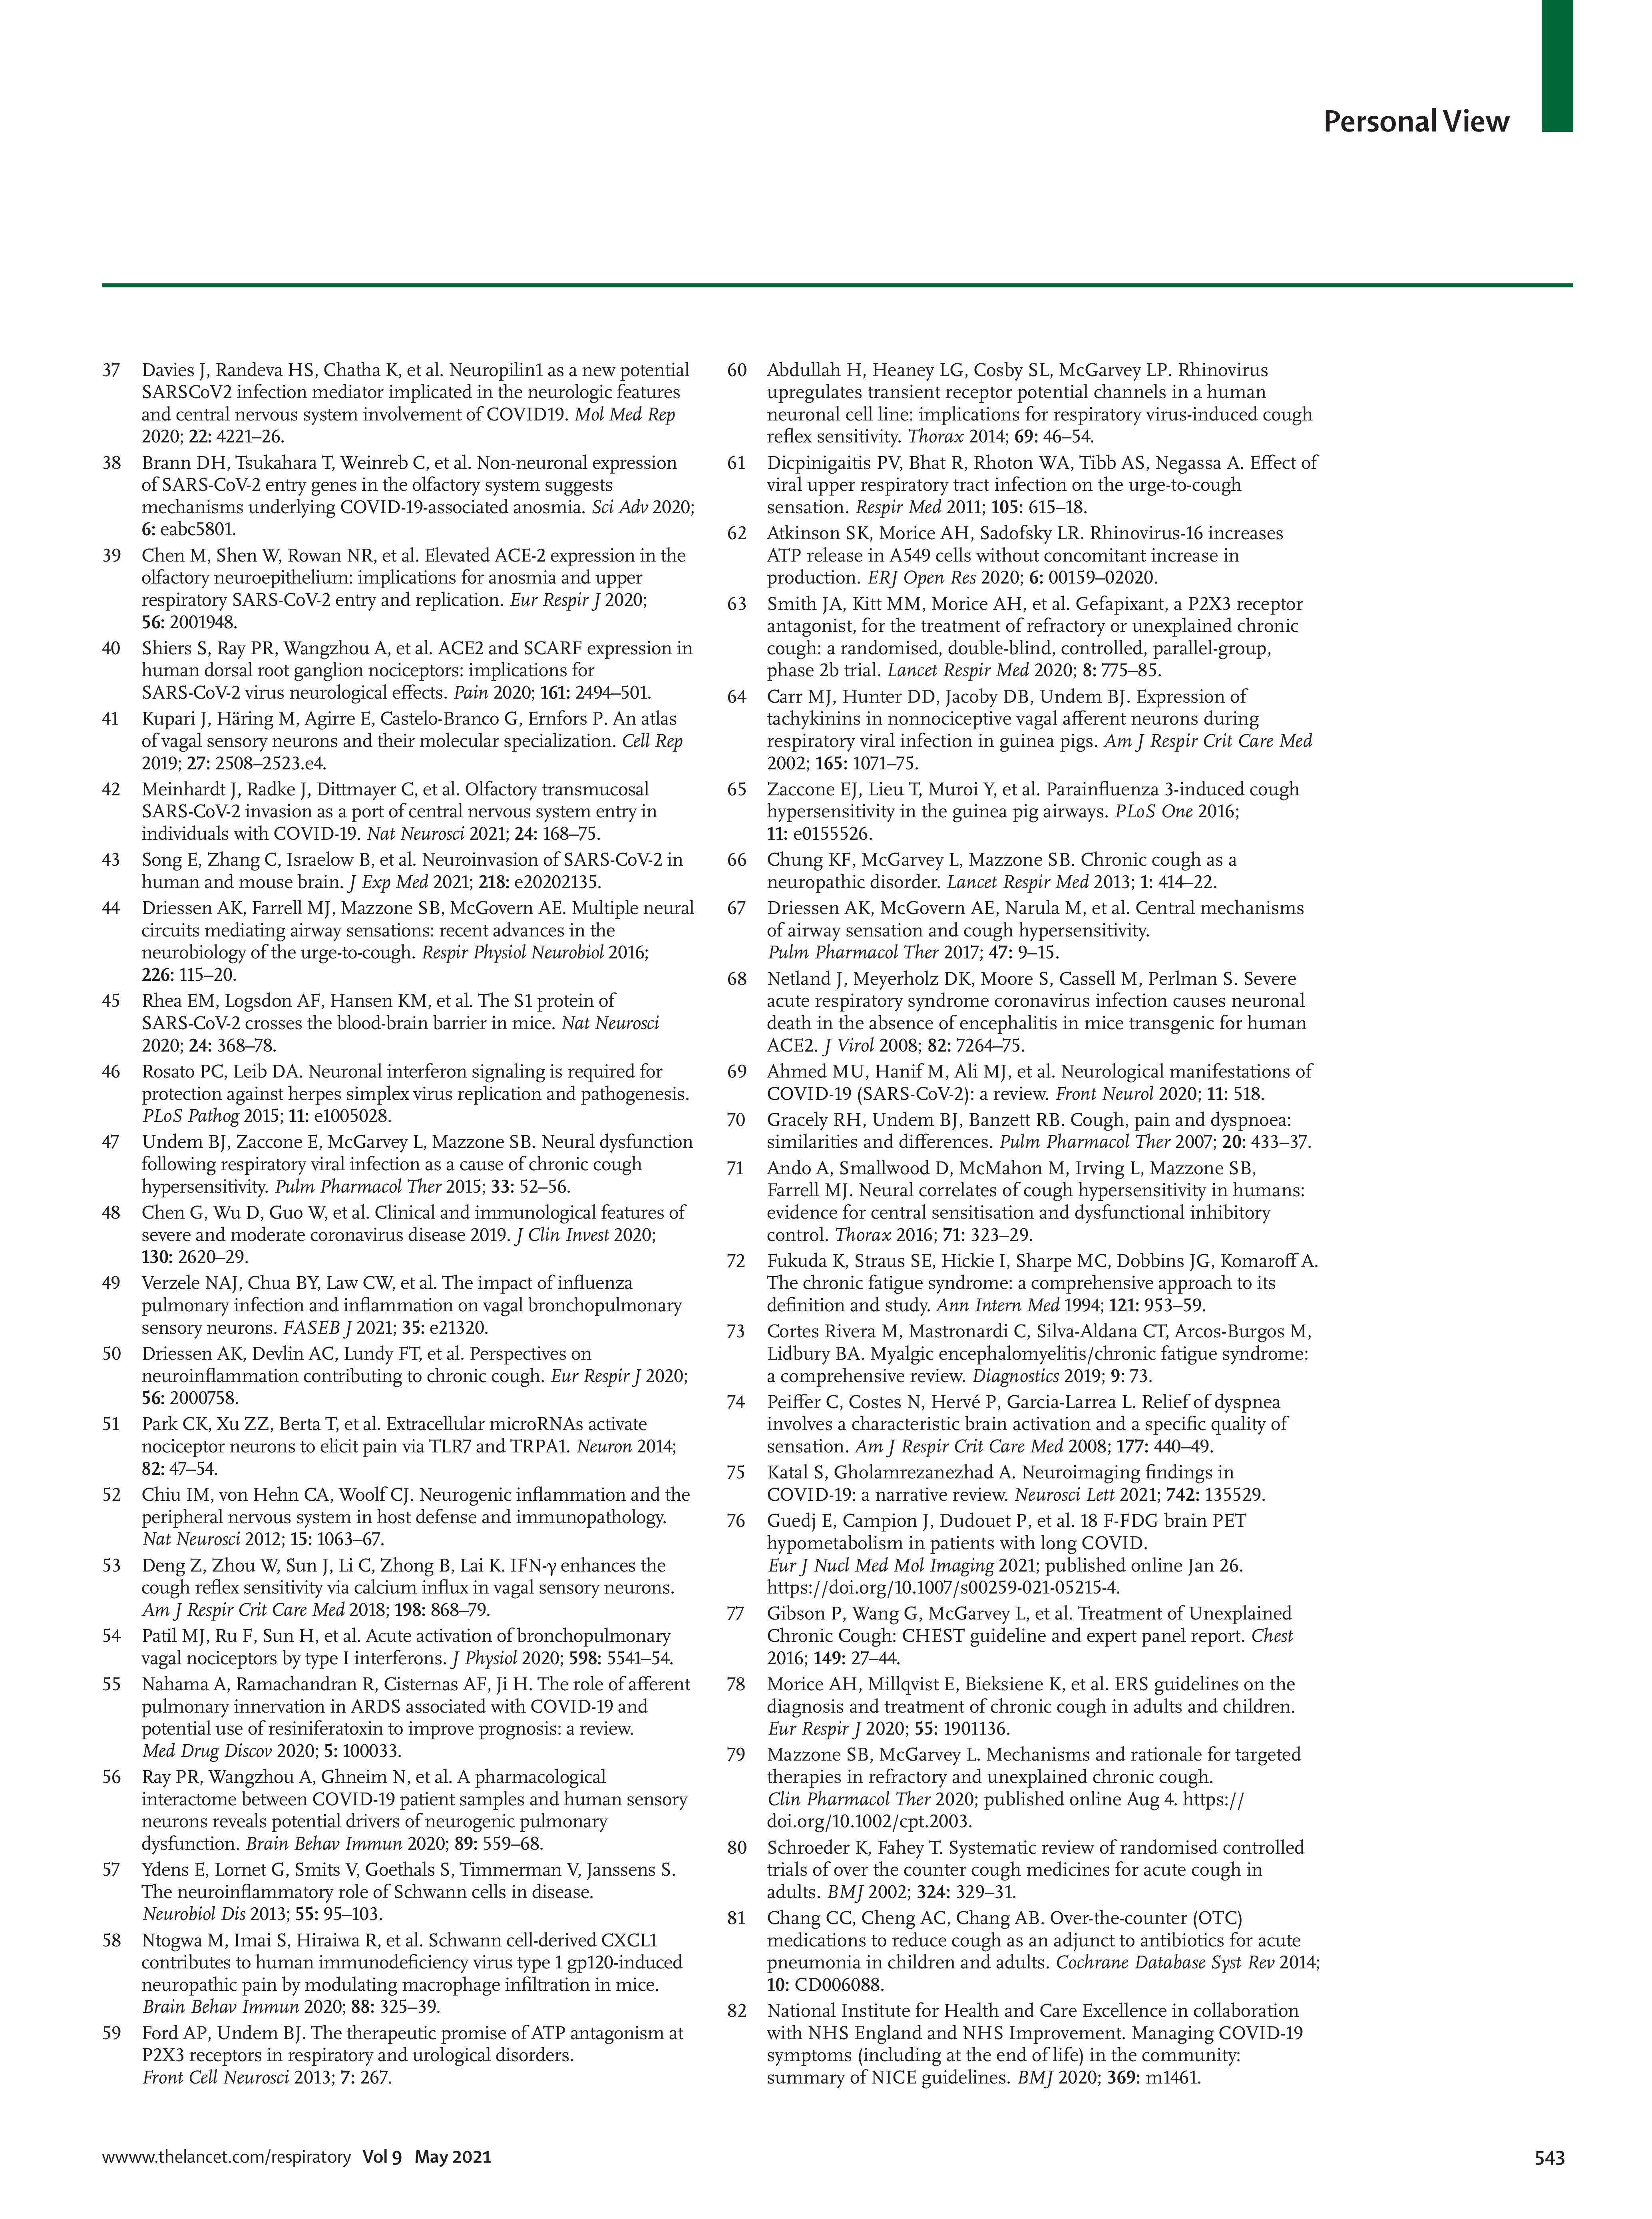 Personal View
37 Davies J, Randeva HS, Chatha K, et al. Neuropilin1 as a new potential
SARSCoV2 infection mediator implicated in the neurologic features
and central nervous system involvement of COVID19. Mol Med Rep
2020; 22: 4221–26.
38 Brann DH, Tsukahara T, Weinreb C, et al. Non-neuronal expression
of SARS-CoV-2 entry genes in the olfactory system suggests
mechanisms underlying COVID-19-associated anosmia. Sci Adv 2020;
6: eabc5801.
39 Chen M, Shen W, Rowan NR, et al. Elevated ACE-2 expression in the
olfactory neuroepithelium: implications for anosmia and upper
respiratory SARS-CoV-2 entry and replication. Eur Respir J 2020;
56: 2001948.
40 Shiers S, Ray PR, Wangzhou A, et al. ACE2 and SCARF expression in
human dorsal root ganglion nociceptors: implications for
SARS-CoV-2 virus neurological effects. Pain 2020; 161: 2494–501.
41 Kupari J, Häring M, Agirre E, Castelo-Branco G, Ernfors P. An atlas
of vagal sensory neurons and their molecular specialization. Cell Rep
2019; 27: 2508–2523.e4.
42 Meinhardt J, Radke J, Dittmayer C, et al. Olfactory transmucosal
SARS-CoV-2 invasion as a port of central nervous system entry in
individuals with COVID-19. Nat Neurosci 2021; 24: 168–75.
43 Song E, Zhang C, Israelow B, et al. Neuroinvasion of SARS-CoV-2 in
human and mouse brain. J Exp Med 2021; 218: e20202135.
44 Driessen AK, Farrell MJ, Mazzone SB, McGovern AE. Multiple neural
circuits mediating airway sensations: recent advances in the
neurobiology of the urge-to-cough. Respir Physiol Neurobiol 2016;
226: 115–20.
45 Rhea EM, Logsdon AF, Hansen KM, et al. The S1 protein of
SARS-CoV-2 crosses the blood-brain barrier in mice. Nat Neurosci
2020; 24: 368–78.
46 Rosato PC, Leib DA. Neuronal interferon signaling is required for
protection against herpes simplex virus replication and pathogenesis.
PLoS Pathog 2015; 11: e1005028.
47 Undem BJ, Zaccone E, McGarvey L, Mazzone SB. Neural dysfunction
following respiratory viral infection as a cause of chronic cough
hypersensitivity. Pulm Pharmacol Ther 2015; 33: 52–56.
48 Chen G, Wu D, Guo W, et al. Clinical and immunological features of
severe and moderate coronavirus disease 2019. J Clin Invest 2020;
130: 2620–29.
49 Verzele NAJ, Chua BY, Law CW, et al. The impact of influenza
pulmonary infection and inflammation on vagal bronchopulmonary
sensory neurons. FASEB J 2021; 35: e21320.
50 Driessen AK, Devlin AC, Lundy FT, et al. Perspectives on
neuroinflammation contributing to chronic cough. Eur Respir J 2020;
56: 2000758.
51 Park CK, Xu ZZ, Berta T, et al. Extracellular microRNAs activate
nociceptor neurons to elicit pain via TLR7 and TRPA1. Neuron 2014;
82: 47–54.
52 Chiu IM, von Hehn CA, Woolf CJ. Neurogenic inflammation and the
peripheral nervous system in host defense and immunopathology.
Nat Neurosci 2012; 15: 1063–67.
53 Deng Z, Zhou W, Sun J, Li C, Zhong B, Lai K. IFN-γ enhances the
cough reflex sensitivity via calcium influx in vagal sensory neurons.
Am J Respir Crit Care Med 2018; 198: 868–79.
54 Patil MJ, Ru F, Sun H, et al. Acute activation of bronchopulmonary
vagal nociceptors by type I interferons. J Physiol 2020; 598: 5541–54.
55 Nahama A, Ramachandran R, Cisternas AF, Ji H. The role of afferent
pulmonary innervation in ARDS associated with COVID-19 and
potential use of resiniferatoxin to improve prognosis: a review.
Med Drug Discov 2020; 5: 100033.
56 Ray PR, Wangzhou A, Ghneim N, et al. A pharmacological
interactome between COVID-19 patient samples and human sensory
neurons reveals potential drivers of neurogenic pulmonary
dysfunction. Brain Behav Immun 2020; 89: 559–68.
57 Ydens E, Lornet G, Smits V, Goethals S, Timmerman V, Janssens S.
The neuroinflammatory role of Schwann cells in disease.
Neurobiol Dis 2013; 55: 95–103.
58 Ntogwa M, Imai S, Hiraiwa R, et al. Schwann cell-derived CXCL1
contributes to human immunodeficiency virus type 1 gp120-induced
neuropathic pain by modulating macrophage infiltration in mice.
Brain Behav Immun 2020; 88: 325–39.
59 Ford AP, Undem BJ. The therapeutic promise of ATP antagonism at
P2X3 receptors in respiratory and urological disorders.
Front Cell Neurosci 2013; 7: 267.
60 Abdullah H, Heaney LG, Cosby SL, McGarvey LP. Rhinovirus
upregulates transient receptor potential channels in a human
neuronal cell line: implications for respiratory virus-induced cough
reflex sensitivity. Thorax 2014; 69: 46–54.
61 Dicpinigaitis PV, Bhat R, Rhoton WA, Tibb AS, Negassa A. Effect of
viral upper respiratory tract infection on the urge-to-cough
sensation. Respir Med 2011; 105: 615–18.
62 Atkinson SK, Morice AH, Sadofsky LR. Rhinovirus-16 increases
ATP release in A549 cells without concomitant increase in
production. ERJ Open Res 2020; 6: 00159–02020.
63 Smith JA, Kitt MM, Morice AH, et al. Gefapixant, a P2X3 receptor
antagonist, for the treatment of refractory or unexplained chronic
cough: a randomised, double-blind, controlled, parallel-group,
phase 2b trial. Lancet Respir Med 2020; 8: 775–85.
64 Carr MJ, Hunter DD, Jacoby DB, Undem BJ. Expression of
tachykinins in nonnociceptive vagal afferent neurons during
respiratory viral infection in guinea pigs. Am J Respir Crit Care Med
2002; 165: 1071–75.
65 Zaccone EJ, Lieu T, Muroi Y, et al. Parainfluenza 3-induced cough
hypersensitivity in the guinea pig airways. PLoS One 2016;
11: e0155526.
66 Chung KF, McGarvey L, Mazzone SB. Chronic cough as a
neuropathic disorder. Lancet Respir Med 2013; 1: 414–22.
67 Driessen AK, McGovern AE, Narula M, et al. Central mechanisms
of airway sensation and cough hypersensitivity.
Pulm Pharmacol Ther 2017; 47: 9–15.
68 Netland J, Meyerholz DK, Moore S, Cassell M, Perlman S. Severe
acute respiratory syndrome coronavirus infection causes neuronal
death in the absence of encephalitis in mice transgenic for human
ACE2. J Virol 2008; 82: 7264–75.
69 Ahmed MU, Hanif M, Ali MJ, et al. Neurological manifestations of
COVID-19 (SARS-CoV-2): a review. Front Neurol 2020; 11: 518.
70 Gracely RH, Undem BJ, Banzett RB. Cough, pain and dyspnoea:
similarities and differences. Pulm Pharmacol Ther 2007; 20: 433–37.
71 Ando A, Smallwood D, McMahon M, Irving L, Mazzone SB,
Farrell MJ. Neural correlates of cough hypersensitivity in humans:
evidence for central sensitisation and dysfunctional inhibitory
control. Thorax 2016; 71: 323–29.
72 Fukuda K, Straus SE, Hickie I, Sharpe MC, Dobbins JG, Komaroff A.
The chronic fatigue syndrome: a comprehensive approach to its
definition and study. Ann Intern Med 1994; 121: 953–59.
73 Cortes Rivera M, Mastronardi C, Silva-Aldana CT, Arcos-Burgos M,
Lidbury BA. Myalgic encephalomyelitis/chronic fatigue syndrome:
a comprehensive review. Diagnostics 2019; 9: 73.
74 Peiffer C, Costes N, Hervé P, Garcia-Larrea L. Relief of dyspnea
involves a characteristic brain activation and a specific quality of
sensation. Am J Respir Crit Care Med 2008; 177: 440–49.
75 Katal S, Gholamrezanezhad A. Neuroimaging findings in
COVID-19: a narrative review. Neurosci Lett 2021; 742: 135529.
76 Guedj E, Campion J, Dudouet P, et al. 18 F-FDG brain PET
hypometabolism in patients with long COVID.
Eur J Nucl Med Mol Imaging 2021; published online Jan 26.
https://doi.org/10.1007/s00259-021-05215-4.
77 Gibson P, Wang G, McGarvey L, et al. Treatment of Unexplained
Chronic Cough: CHEST guideline and expert panel report. Chest
2016; 149: 27–44.
78 Morice AH, Millqvist E, Bieksiene K, et al. ERS guidelines on the
diagnosis and treatment of chronic cough in adults and children.
Eur Respir J 2020; 55: 1901136.
79 Mazzone SB, McGarvey L. Mechanisms and rationale for targeted
therapies in refractory and unexplained chronic cough.
Clin Pharmacol Ther 2020; published online Aug 4. https://
doi.org/10.1002/cpt.2003.
80 Schroeder K, Fahey T. Systematic review of randomised controlled
trials of over the counter cough medicines for acute cough in
adults. BMJ 2002; 324: 329–31.
81 Chang CC, Cheng AC, Chang AB. Over-the-counter (OTC)
medications to reduce cough as an adjunct to antibiotics for acute
pneumonia in children and adults. Cochrane Database Syst Rev 2014;
10: CD006088.
82 National Institute for Health and Care Excellence in collaboration
with NHS England and NHS Improvement. Managing COVID-19
symptoms (including at the end of life) in the community:
summary of NICE guidelines. BMJ 2020; 369: m1461.
wwww.thelancet.com/respiratory Vol 9 May 2021
543